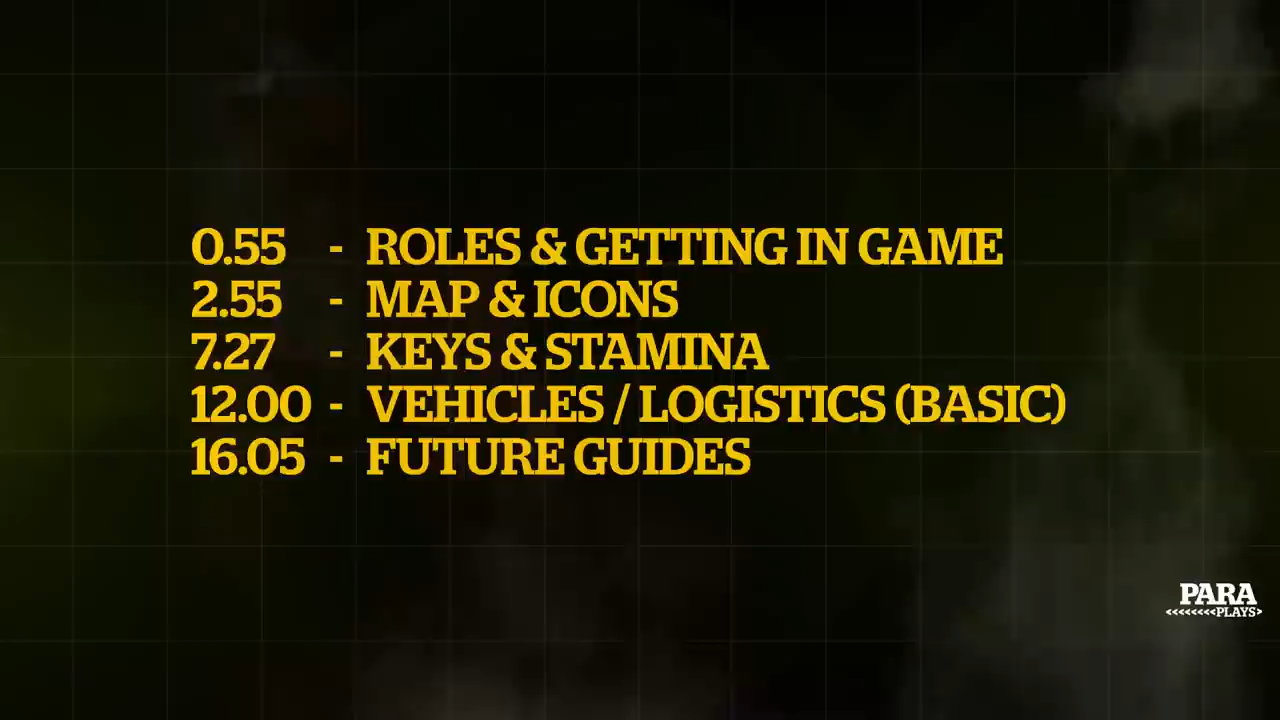 0.55 - ROLES & GETTING IN GAME
2.55 - MAP & ICONS
7.27 - KEYS & STAMINA
12.00 - VEHICLES / LOGISTICS (BASIC)
16.05 - FUTURE GUIDES
PARA
<<<<<<<<PLAYS>